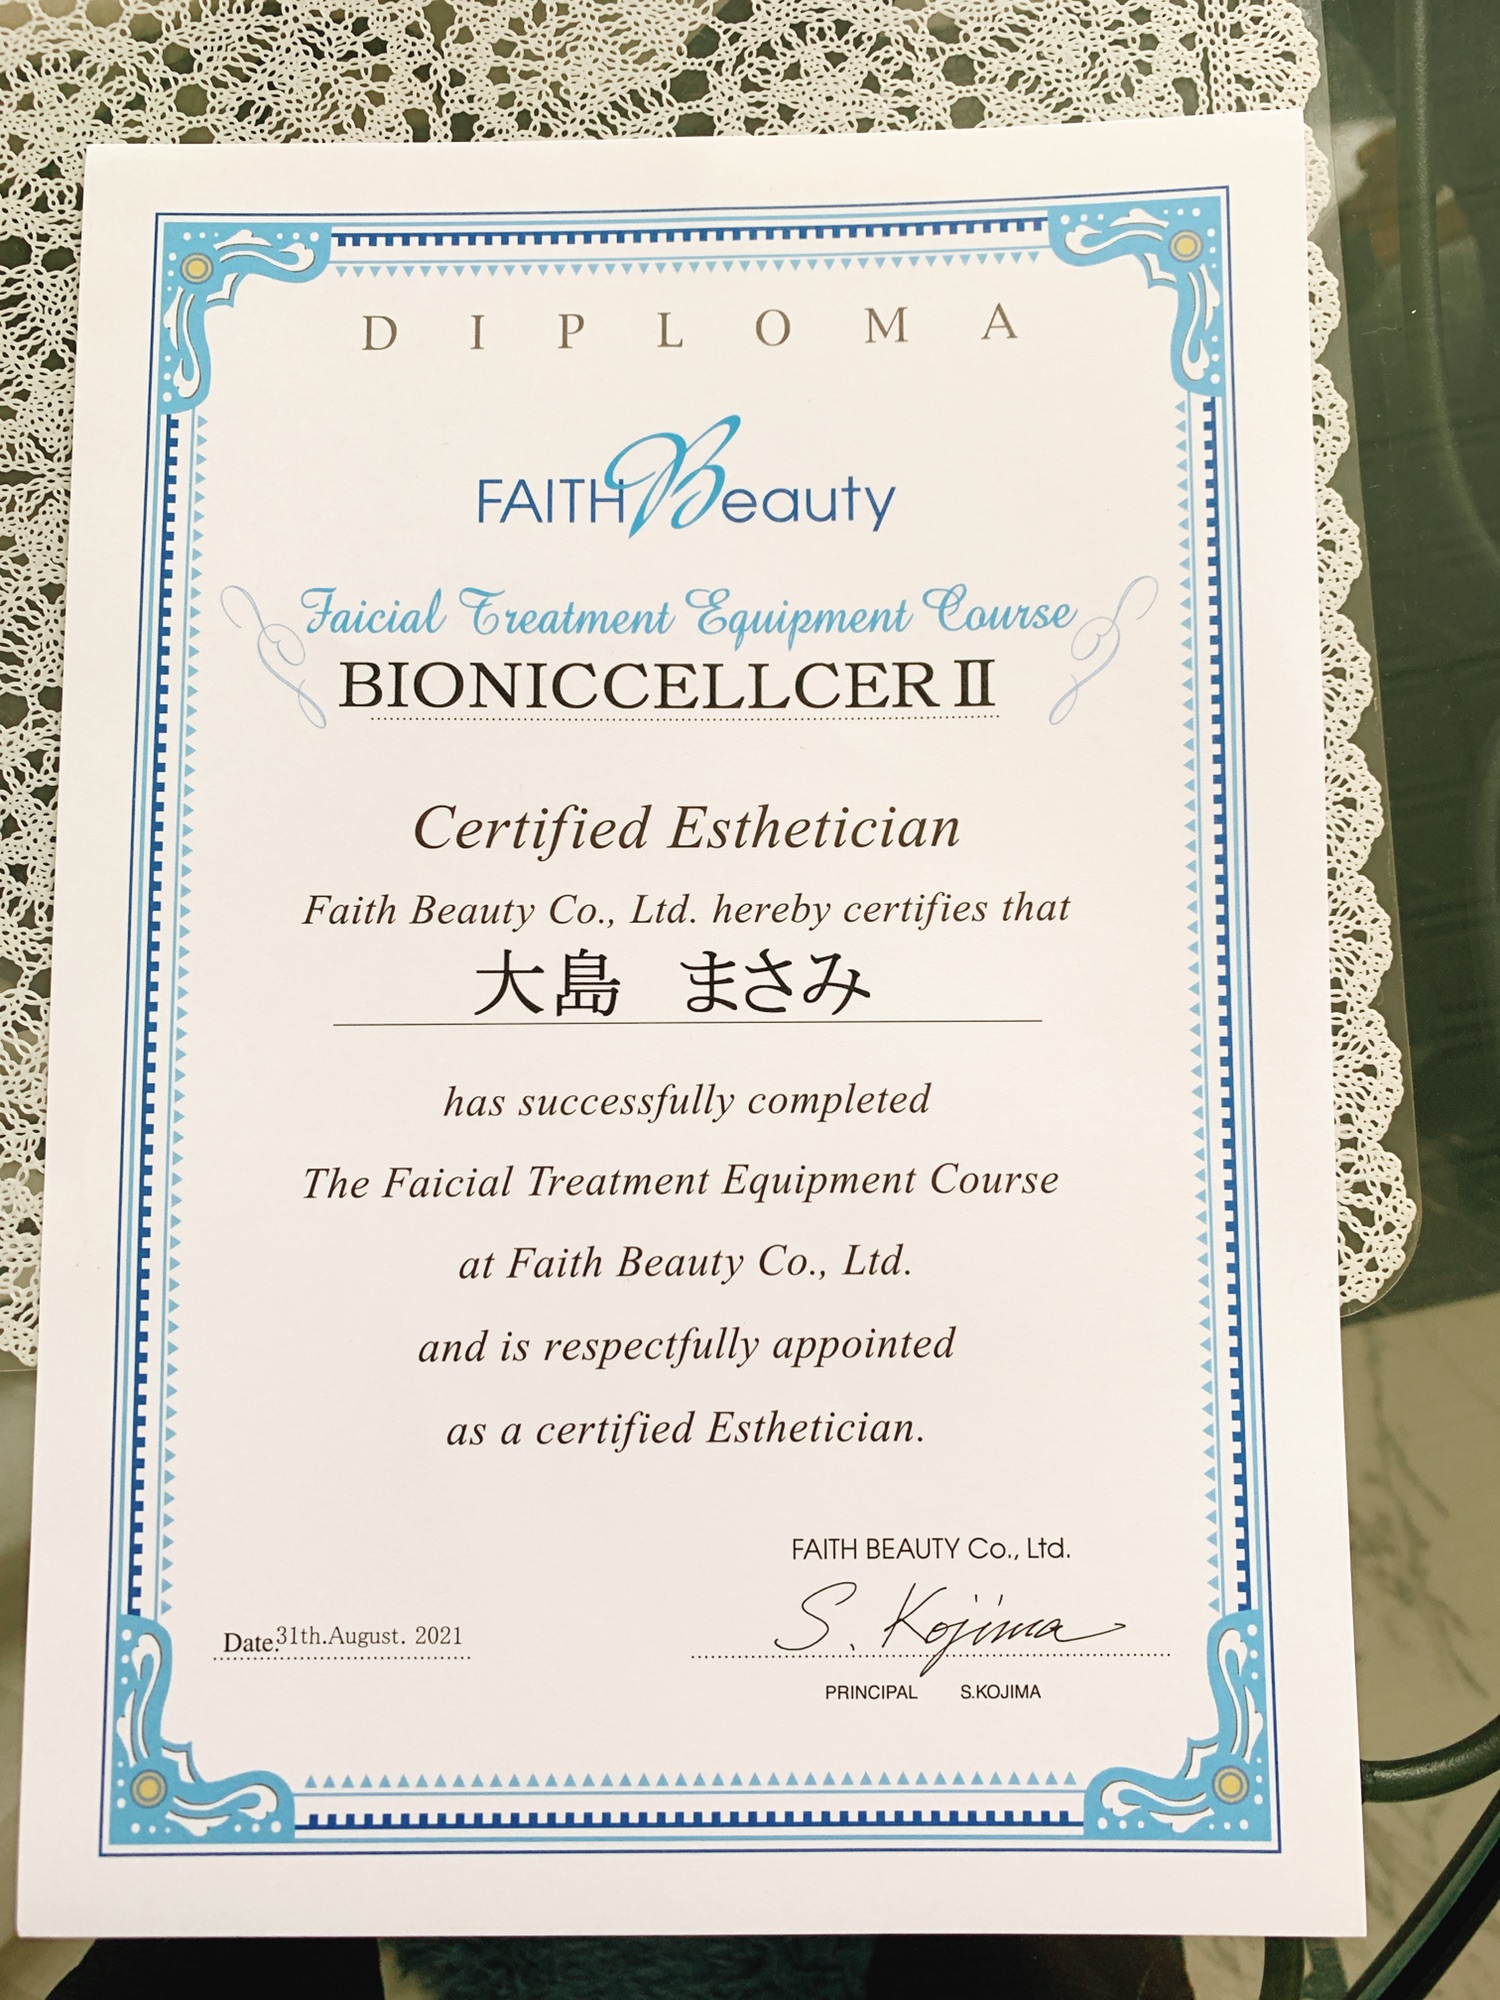 DIPLOMA
FAITH Beauty
Faicial Treatment Equipment Course
BIONICCELLCER Ⅱ
Certified Esthetician
Faith Beauty Co., Ltd. hereby certifies that
大島　まさみ
has successfully completed
The Faicial Treatment Equipment Course
at Faith Beauty Co., Ltd.
and is respectfully appointed
as a certified Esthetician.
FAITH BEAUTY Co., Ltd.
S. Kojima
Date:31th.August. 2021
PRINCIPAL S.KOJIMA